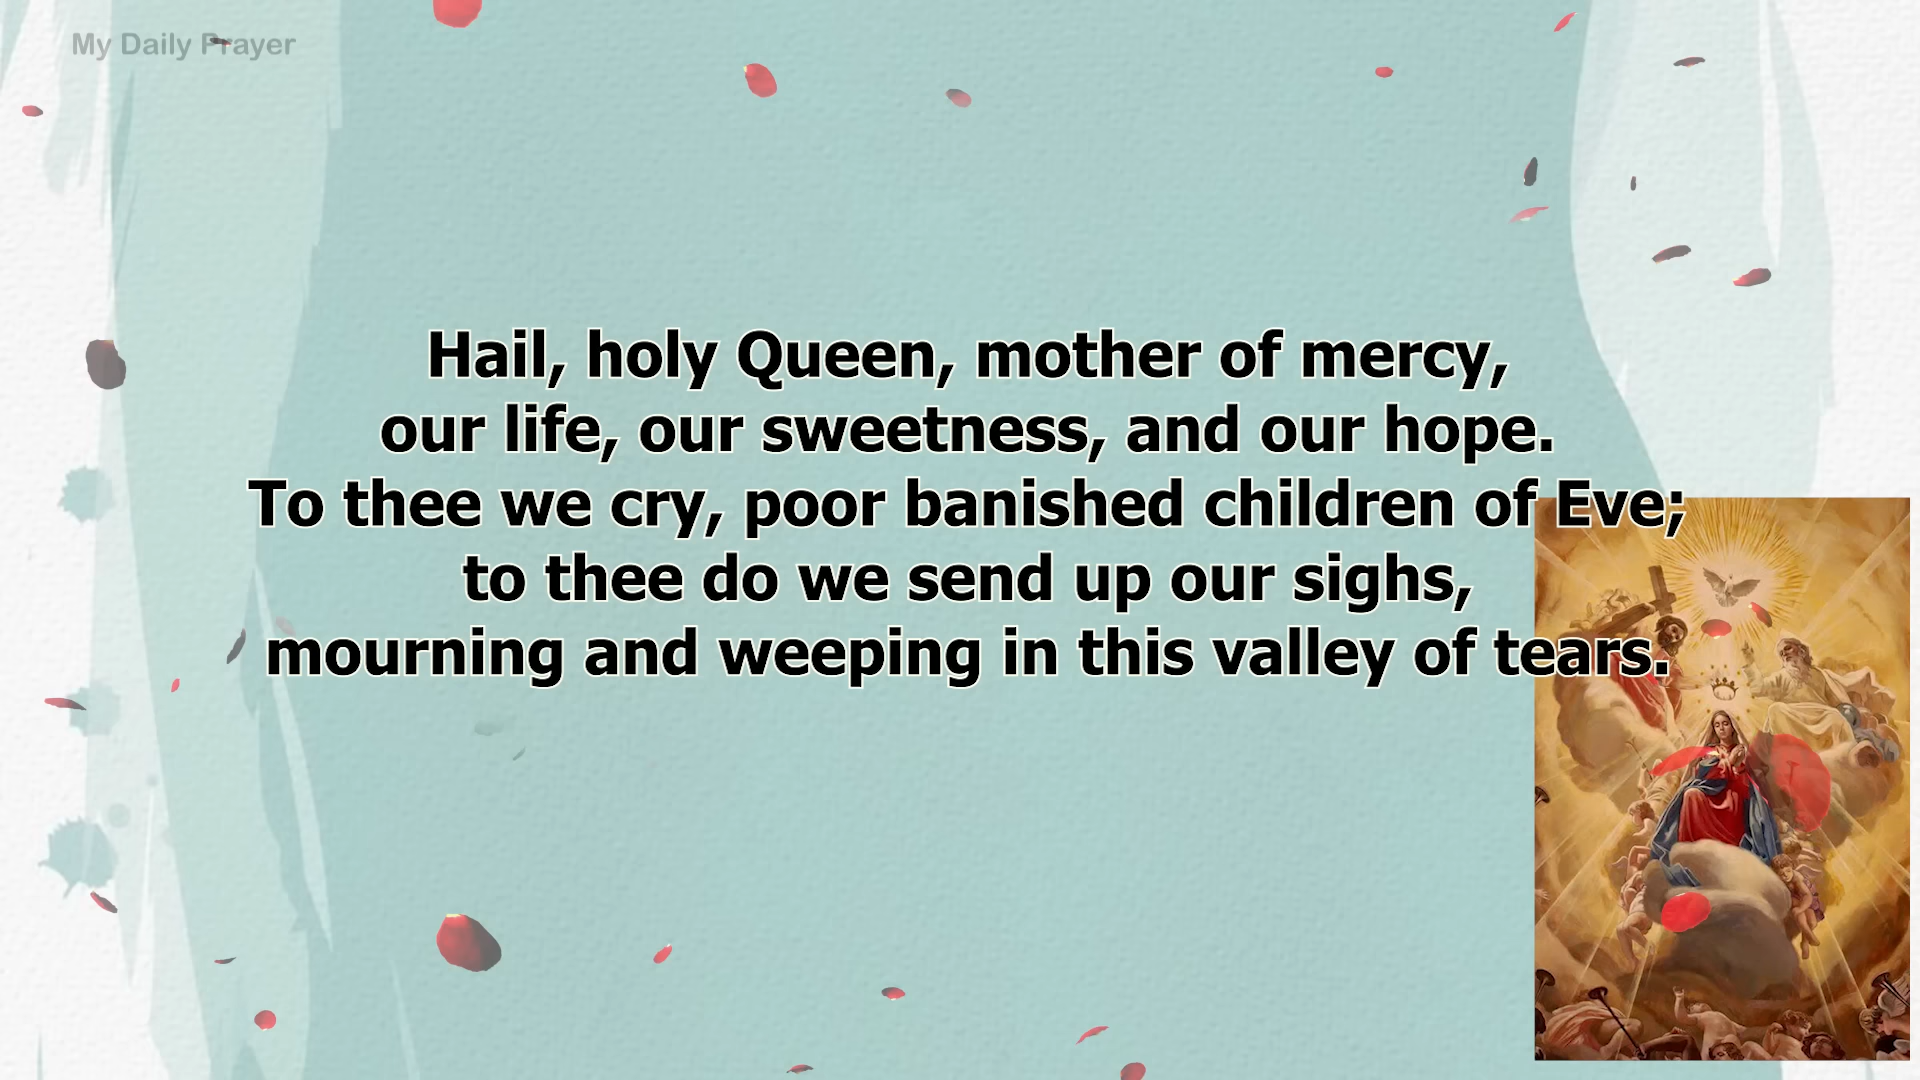 My Daily Prayer
Hail, holy Queen, mother of mercy,
our life, our sweetness, and our hope.
To thee we cry, poor banished children of Eve;
to thee do we send up our sighs,
mourning and weeping in this valley of tears.